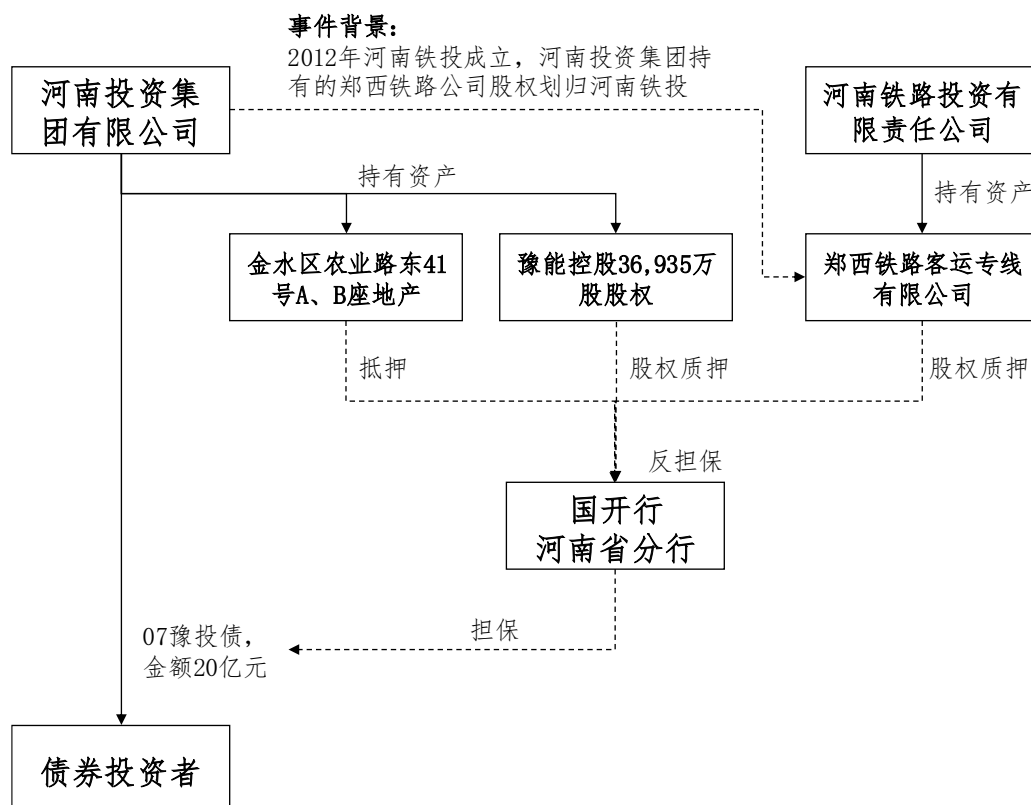 事件背景：
2012年河南铁投成立，河南投资集团持
有的郑西铁路公司股权划归河南铁投
河南投资集
团有限公司
河南铁路投资有
限责任公司
持有资产
持有资产
金水区农业路东41
号A、B座地产
豫能控股36,935万
股股权
郑西铁路客运专线
有限公司
抵押
股权质押
股权质押
反担保
国开行
河南省分行
07豫投债，
金额20亿元
担保
债券投资者